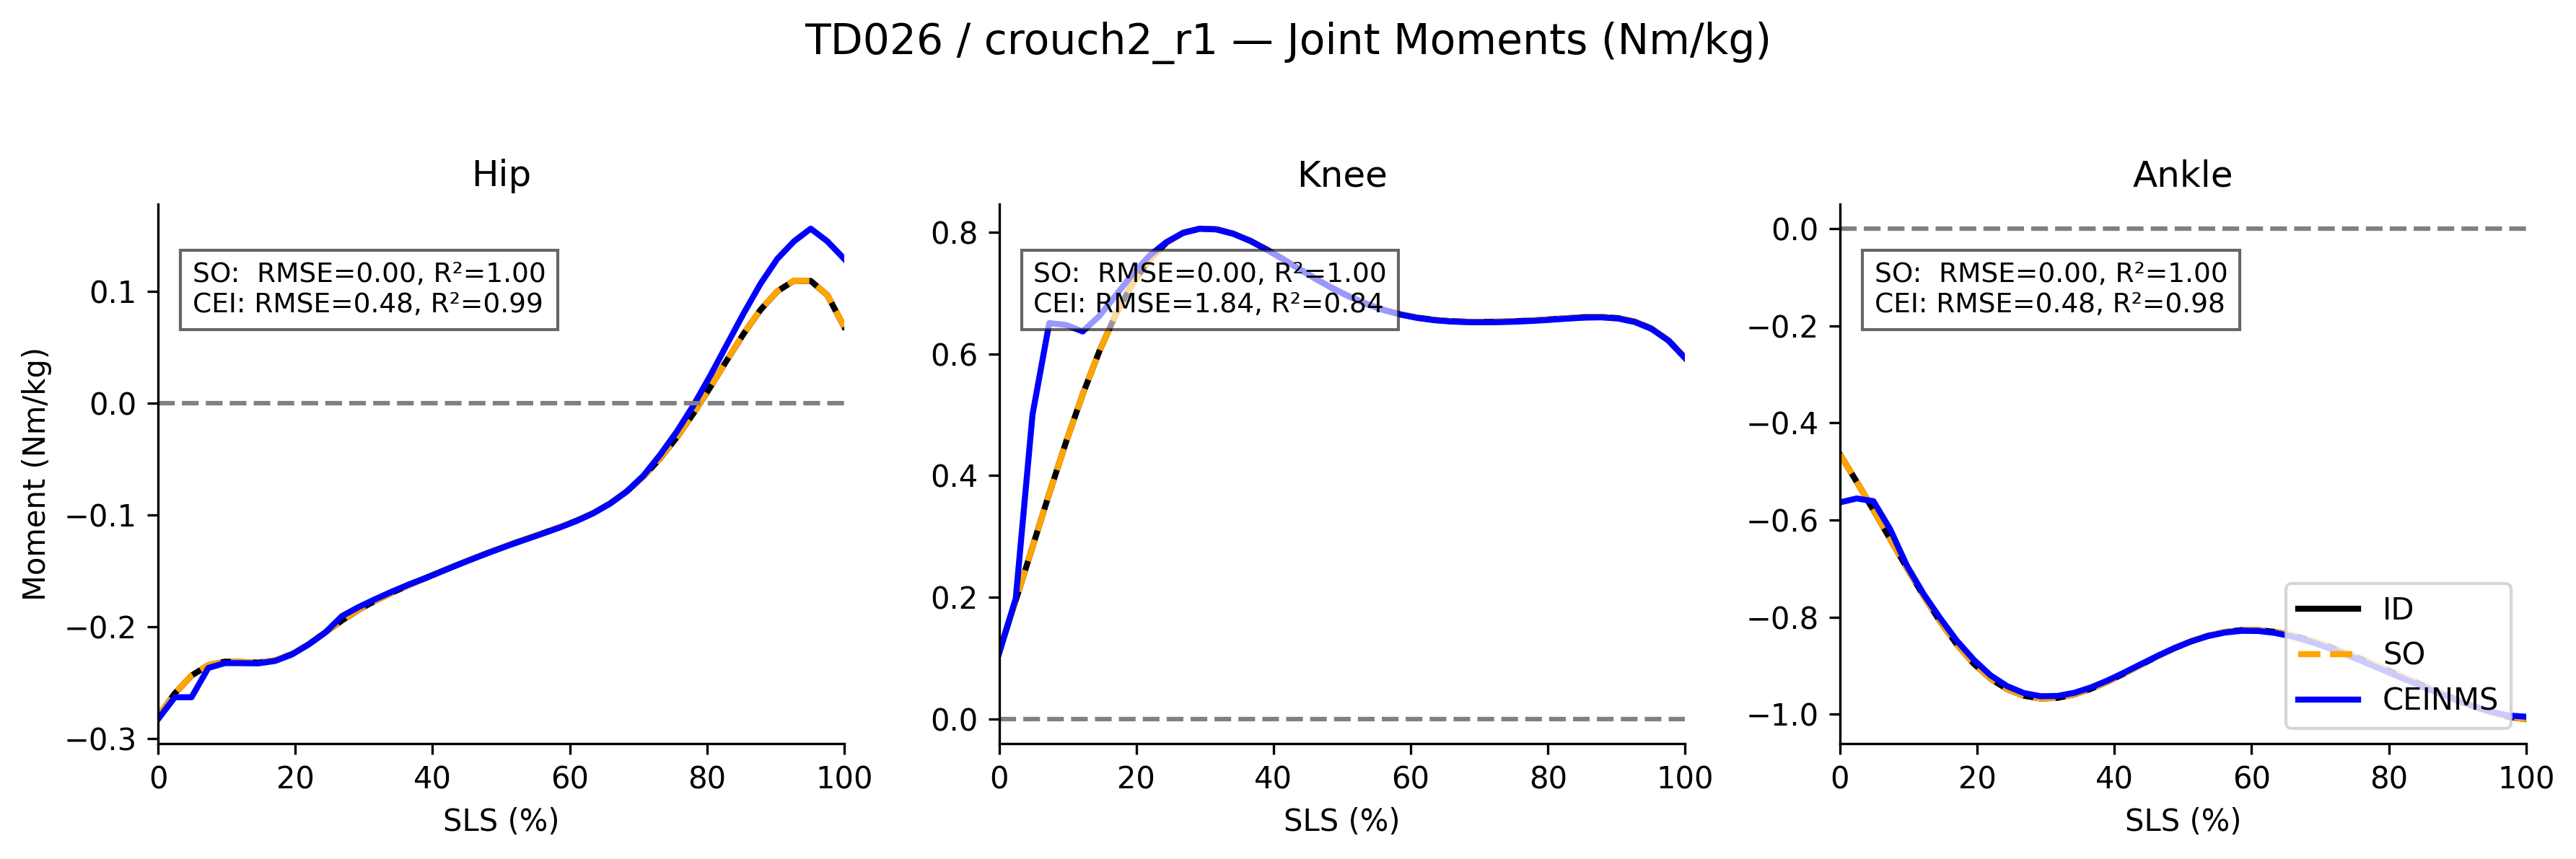 TD026 / crouch2_r1 — Joint Moments (Nm/kg)
Hip
Knee
Ankle
SO:  RMSE=0.00, R²=1.00
CEI: RMSE=0.48, R²=0.99
SO:  RMSE=0.00, R²=1.00
CEI: RMSE=1.84, R²=0.84
SO:  RMSE=0.00, R²=1.00
CEI: RMSE=0.48, R²=0.98
Moment (Nm/kg)
0.1
0.0
−0.1
−0.2
−0.3
0 20 40 60 80 100
SLS (%)
0.8
0.6
0.4
0.2
0.0
0 20 40 60 80 100
SLS (%)
0.0
−0.2
−0.4
−0.6
−0.8
−1.0
0 20 40 60 80 100
SLS (%)
ID
SO
CEINMS